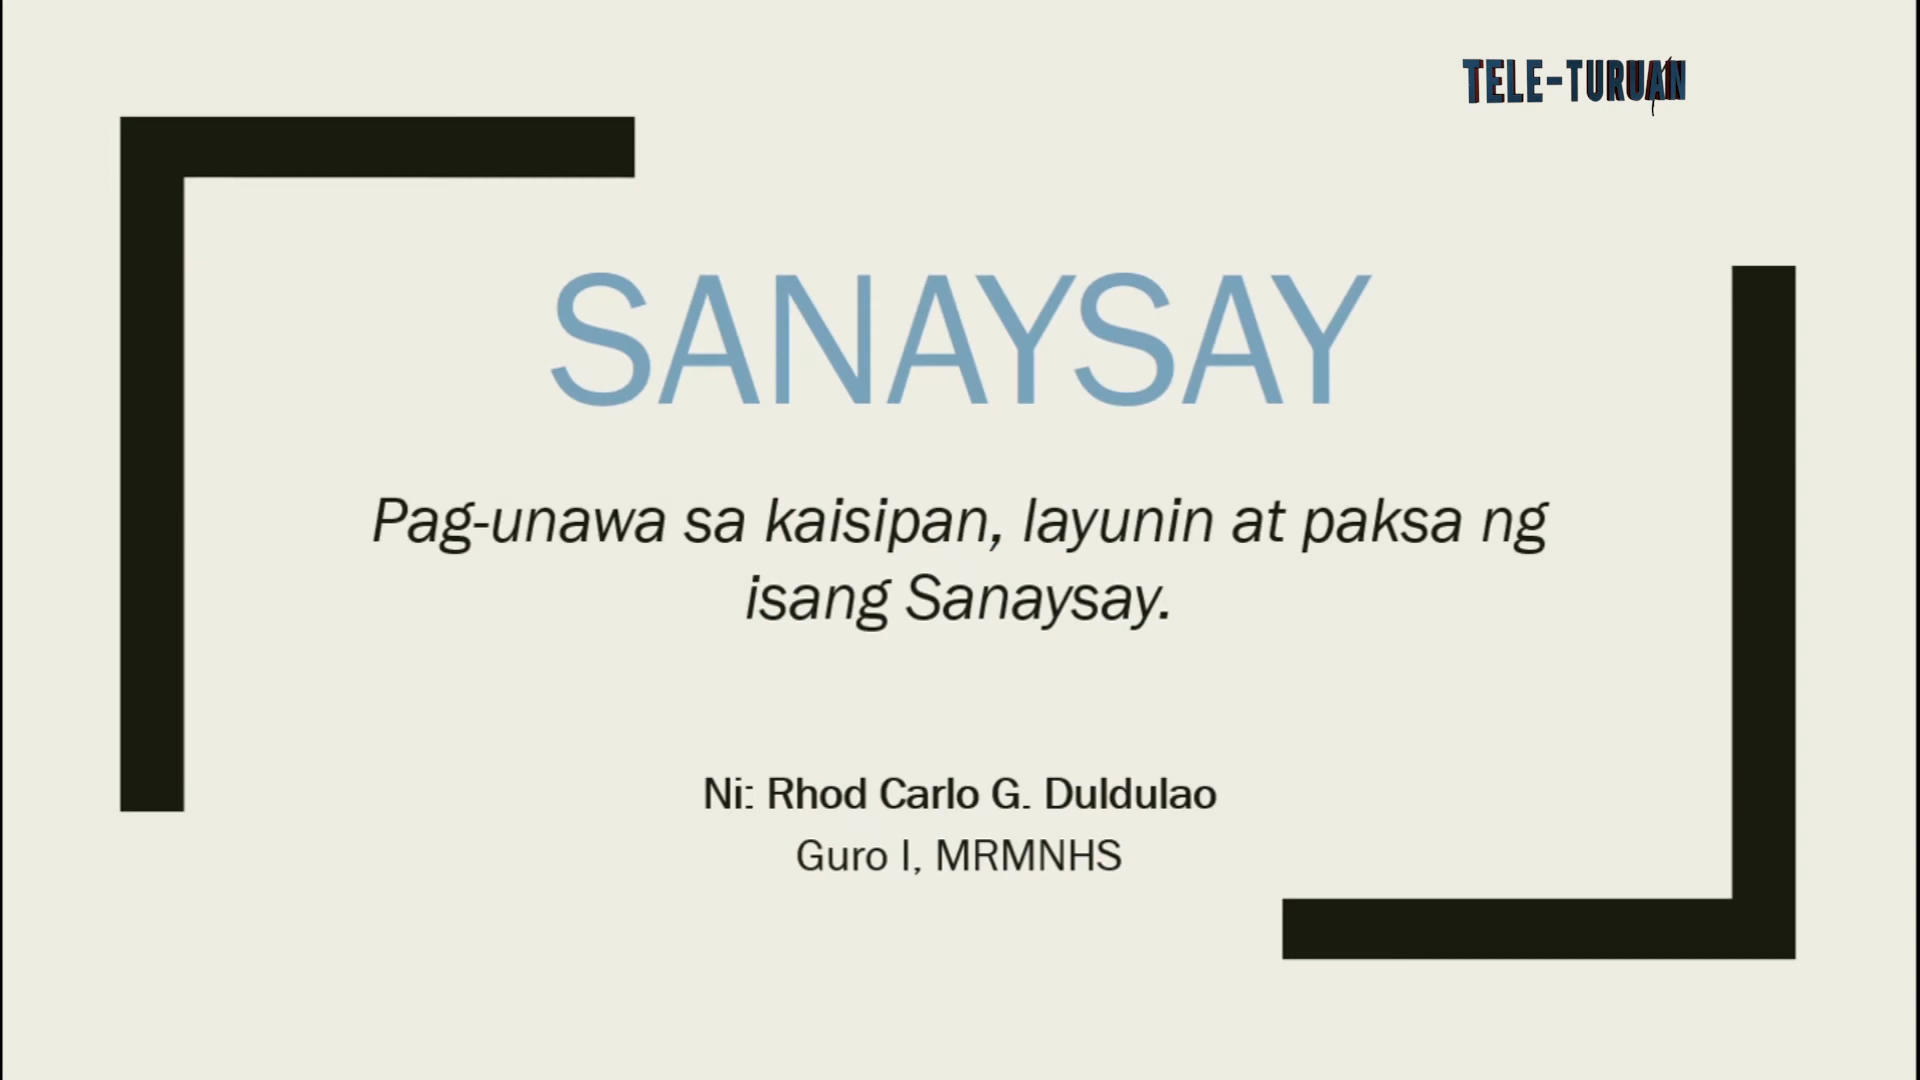 TELE-TURUAN
SANAYSAY
Pag-unawa sa kaisipan, layunin at paksa ng
isang Sanaysay.
Ni: Rhod Carlo G. Duldulao
Guro I, MRMNHS